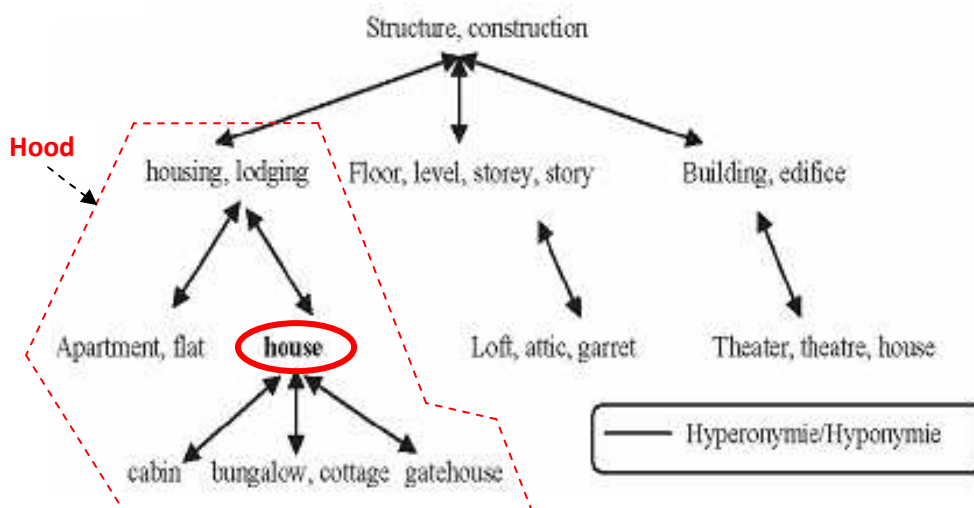 Structure, construction
Hood
housing, lodging
Floor, level, storey, story
Building, edifice
Apartment, flat
house
Loft, attic, garret
Theater, theatre, house
Hyperonymie/Hyponymie
cabin
bungalow, cottage
gatehouse